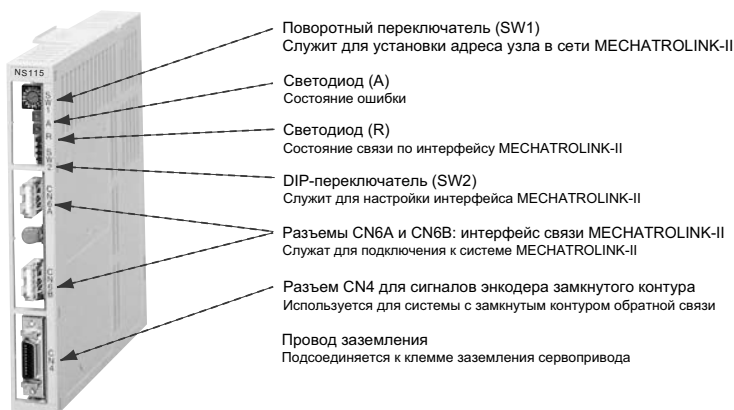 NS115
SW1
A
R
SW2
CN6A
CN6B
CN4
Поворотный переключатель (SW1)
Служит для установки адреса узла в сети MECHATROLINK-II
Светодиод (A)
Состояние ошибки
Светодиод (R)
Состояние связи по интерфейсу MECHATROLINK-II
DIP-переключатель (SW2)
Служит для настройки интерфейса MECHATROLINK-II
Разъемы CN6A и CN6B: интерфейс связи MECHATROLINK-II
Служат для подключения к системе MECHATROLINK-II
Разъем CN4 для сигналов энкодера замкнутого контура
Используется для системы с замкнутым контуром обратной связи
Провод заземления
Подсоединяется к клемме заземления сервопривода